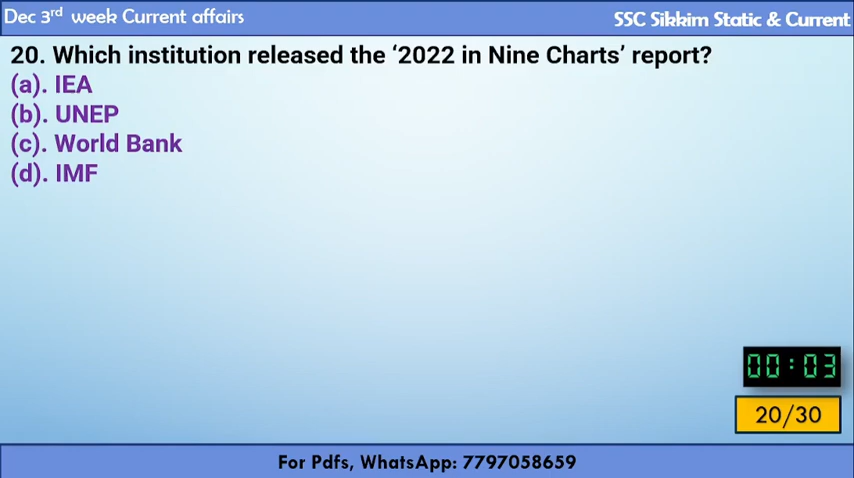 Dec 3rd week Current affairs
SSC Sikkim Static & Current
20. Which institution released the ‘2022 in Nine Charts’ report?
(a). IEA
(b). UNEP
(c). World Bank
(d). IMF
00:03
20/30
For Pdfs, WhatsApp: 7797058659